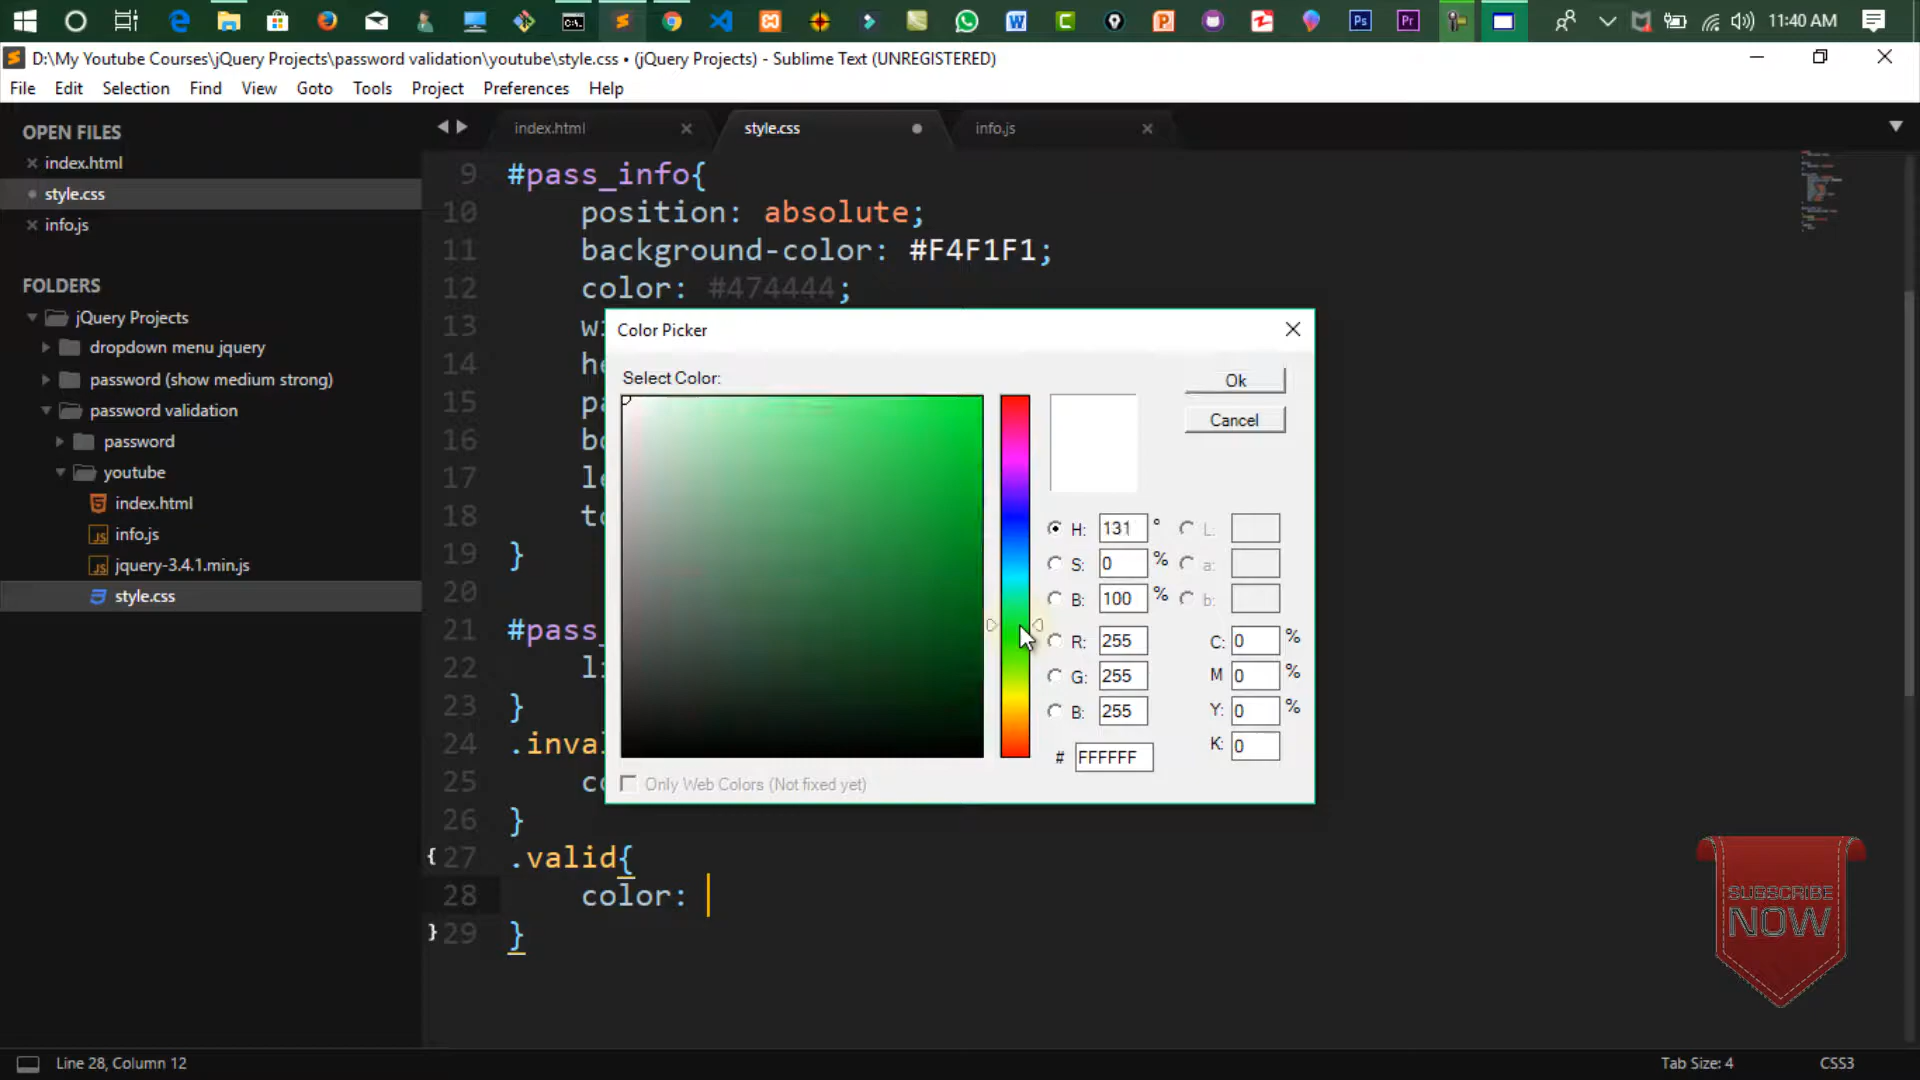 11:40 AM
D:\My Youtube Courses\jQuery Projects\password validation\youtube\style.css • (jQuery Projects) - Sublime Text (UNREGISTERED)
File Edit Selection Find View Goto Tools Project Preferences Help
OPEN FILES
index.html
style.css
info.js
FOLDERS
jQuery Projects
dropdown menu jquery
password (show medium strong)
password validation
password
youtube
index.html
info.js
jquery-3.4.1.min.js
style.css
index.html style.css info.js
9 #pass_info{
10 position: absolute;
11 background-color: #F4F1F1;
12 color: #474444;
13
14
15
16
17
18
19 }
20
21 #pass_
22
23 }
24 .inva
25
26 }
27 .valid{
28 color:
29 }
Color Picker
Select Color:
Ok
Cancel
H: 131 °
S: 0 %
B: 100 %
R: 255
G: 255
B: 255
# FFFFFF
L:
a:
b:
C: 0 %
M 0 %
Y: 0 %
K: 0
Only Web Colors (Not fixed yet)
SUBSCRIBE
NOW
Line 28, Column 12
Tab Size: 4
CSS3